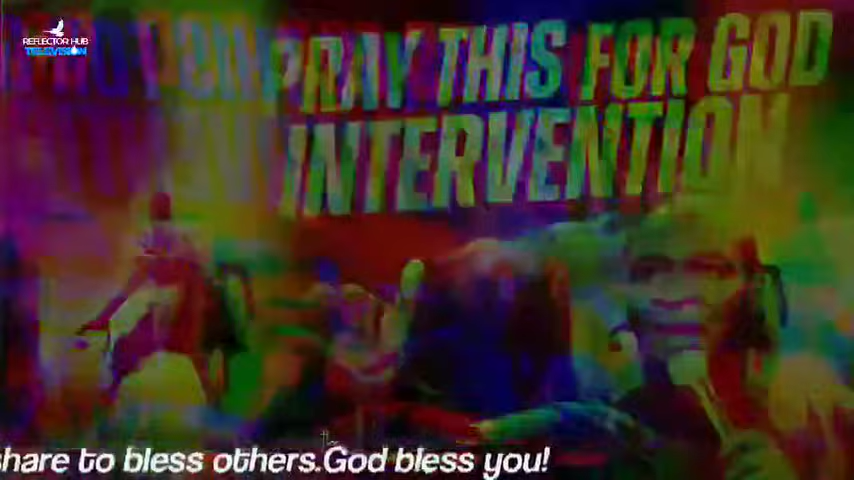 REFLECTOR HUB
TELEVISION
PRAY THIS FOR GOD
INTERVENTION
share to bless others.God bless you!